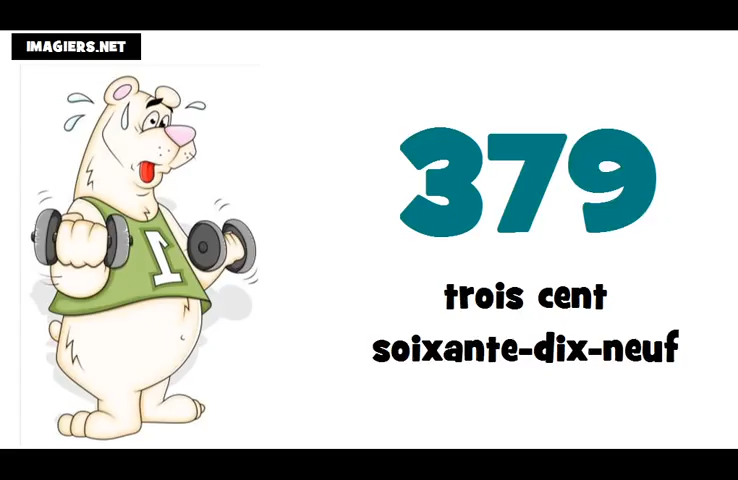 IMAGIERS.NET
1
379
trois cent
soixante-dix-neuf